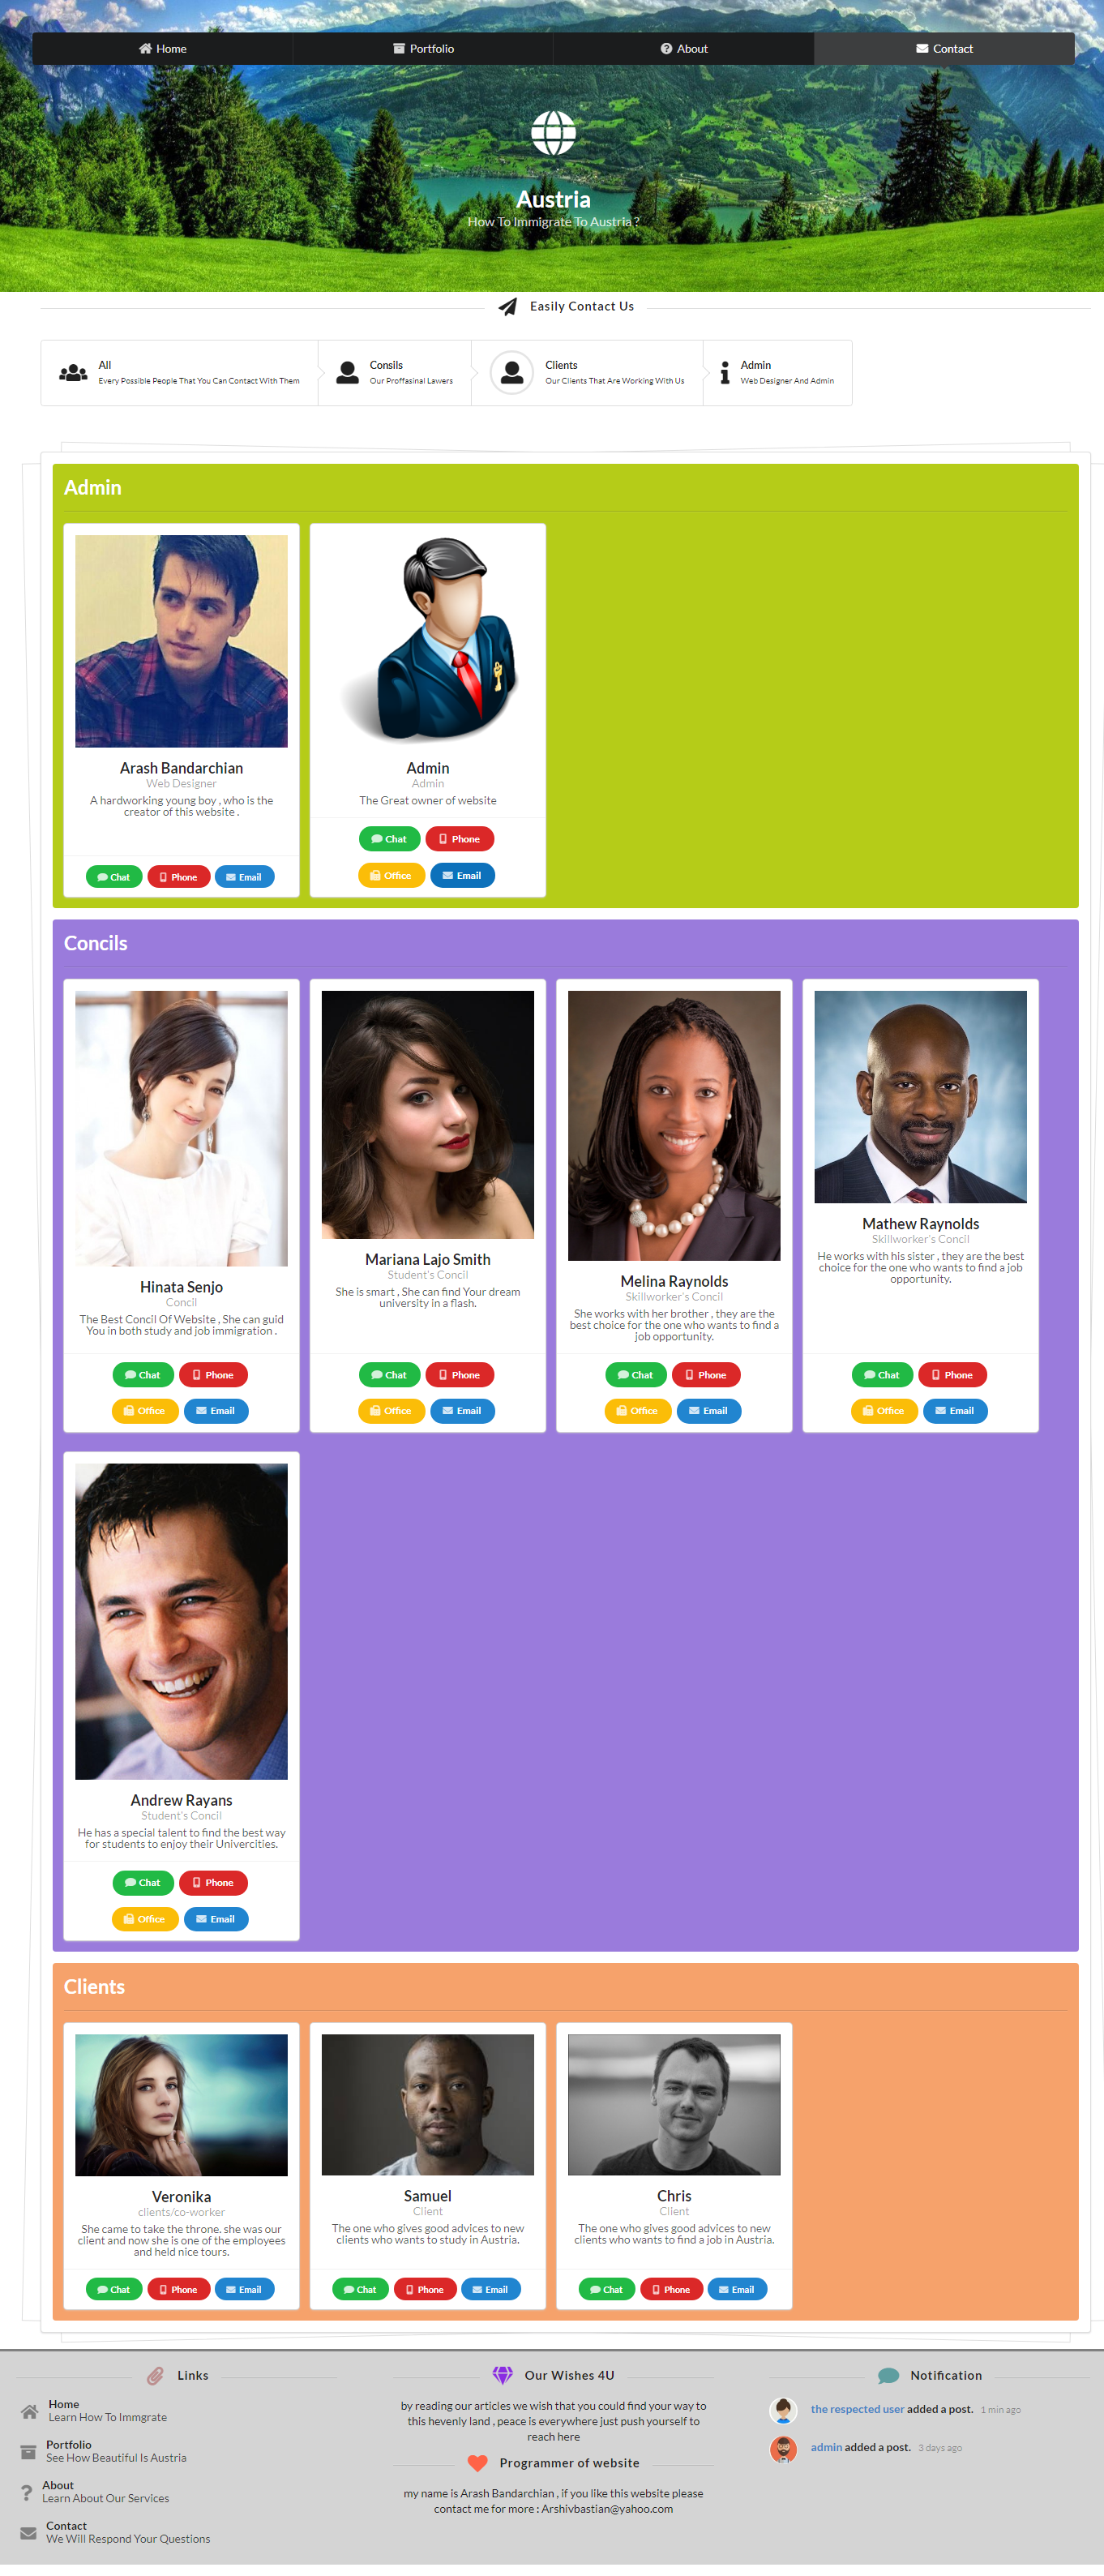 Home
Portfolio
About
Contact
Austria
How To Immigrate To Austria ?
Easily Contact Us
All
Every Possible People That You Can Contact With Them
Consils
Our Proffasinal Lawers
Clients
Our Clients That Are Working With Us
Admin
Web Designer And Admin
Admin
Arash Bandarchian
Web Designer
A hardworking young boy , who is the
creator of this website .
Chat
Phone
Email
Admin
Admin
The Great owner of website
Chat
Phone
Office
Email
Concils
Hinata Senjo
Concil
The Best Concil Of Website , She can guid
You in both study and job immigration .
Chat
Phone
Office
Email
Mariana Lajo Smith
Student's Concil
She is smart , She can find Your dream
university in a flash.
Chat
Phone
Office
Email
Melina Raynolds
Skillworker's Concil
She works with her brother , they are the
best choice for the one who wants to find a
job opportunity.
Chat
Phone
Office
Email
Mathew Raynolds
Skillworker's Concil
He works with his sister , they are the best
choice for the one who wants to find a job
opportunity.
Chat
Phone
Office
Email
Andrew Rayans
Student's Concil
He has a special talent to find the best way
for students to enjoy their Univercities.
Chat
Phone
Office
Email
Clients
Veronika
clients/co-worker
She came to take the throne. she was our
client and now she is one of the employees
and held nice tours.
Chat
Phone
Email
Samuel
Client
The one who gives good advices to new
clients who wants to study in Austria.
Chat
Phone
Email
Chris
Client
The one who gives good advices to new
clients who wants to find a job in Austria.
Chat
Phone
Email
Links
Home
Learn How To Immgrate
Portfolio
See How Beautiful Is Austria
About
Learn About Our Services
Contact
We Will Respond Your Questions
Our Wishes 4U
by reading our articles we wish that you could find your way to
this hevenly land , peace is everywhere just push yourself to
reach here
Programmer of website
my name is Arash Bandarchian , if you like this website please
contact me for more : Arshivbastian@yahoo.com
Notification
the respected user added a post. 1 min ago
admin added a post. 3 days ago